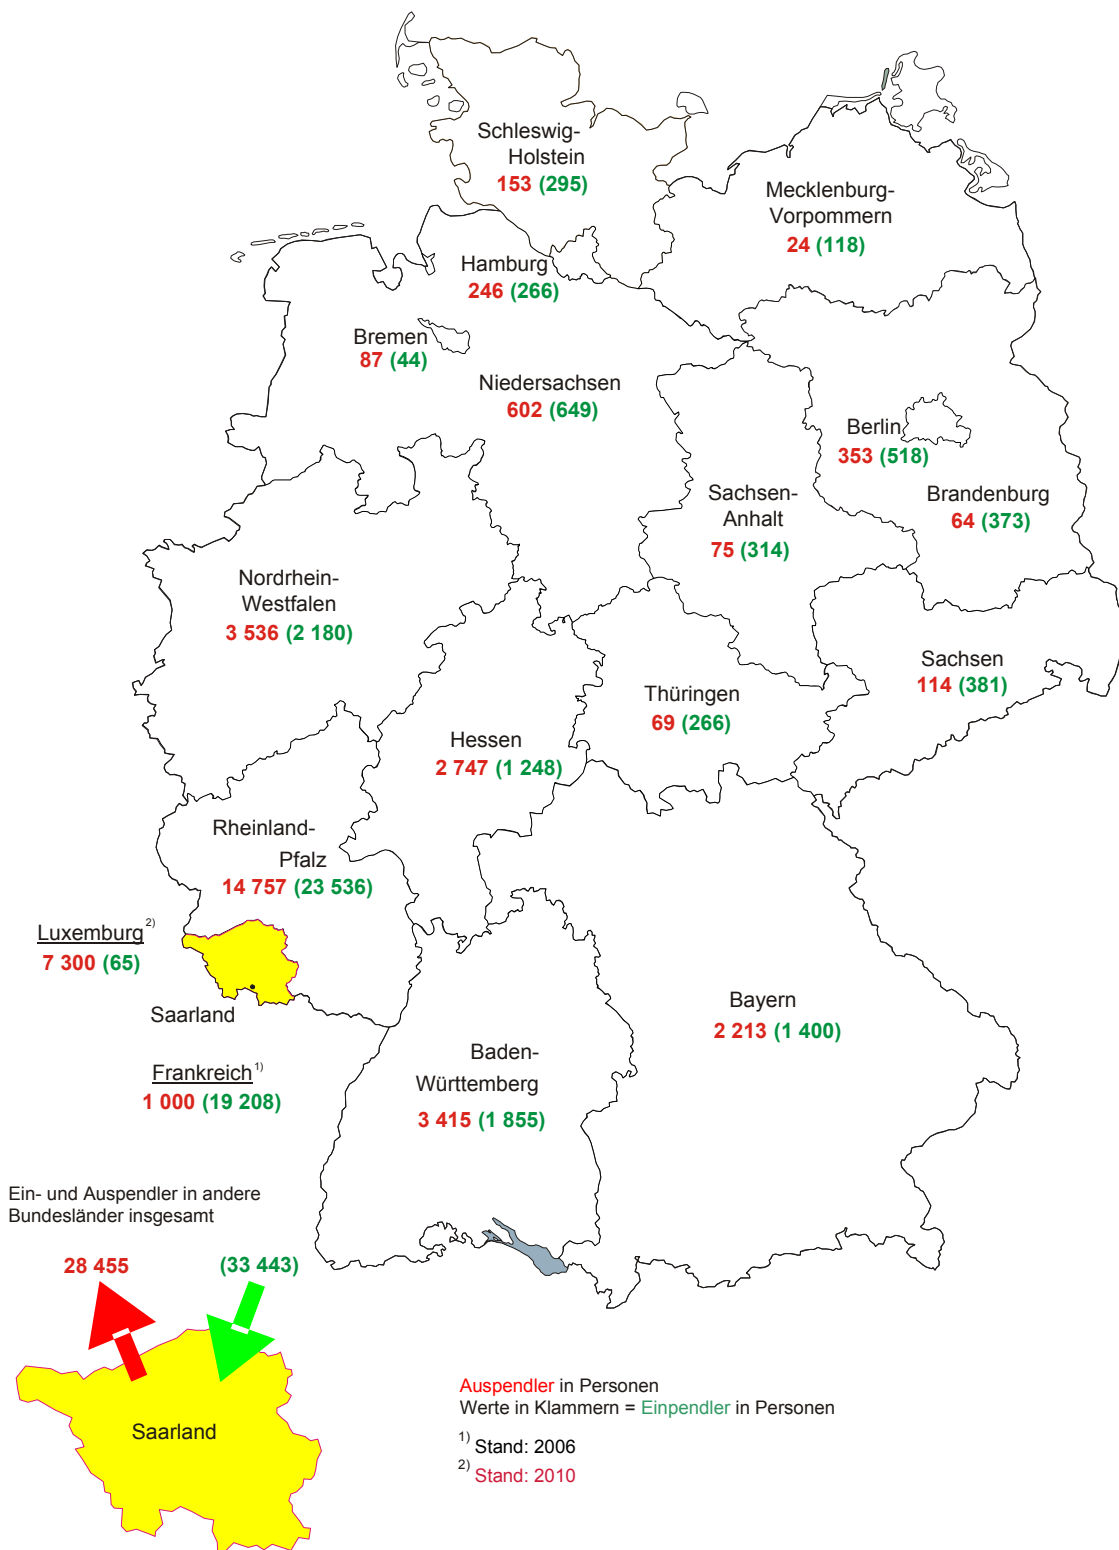 Schleswig-
Holstein
153 (295)
Mecklenburg-
Vorpommern
24 (118)
Hamburg
246 (266)
Bremen
87 (44)
Niedersachsen
602 (649)
Berlin
353 (518)
Brandenburg
64 (373)
Sachsen-
Anhalt
75 (314)
Nordrhein-
Westfalen
3 536 (2 180)
Sachsen
114 (381)
Thüringen
69 (266)
Hessen
2 747 (1 248)
Rheinland-
Pfalz
14 757 (23 536)
Luxemburg 2)
7 300 (65)
Saarland
Bayern
2 213 (1 400)
Baden-
Württemberg
3 415 (1 855)
Frankreich 1)
1 000 (19 208)
Ein- und Auspendler in andere
Bundesländer insgesamt
28 455 (33 443)
Saarland
Auspendler in Personen
Werte in Klammern = Einpendler in Personen
1) Stand: 2006
2) Stand: 2010